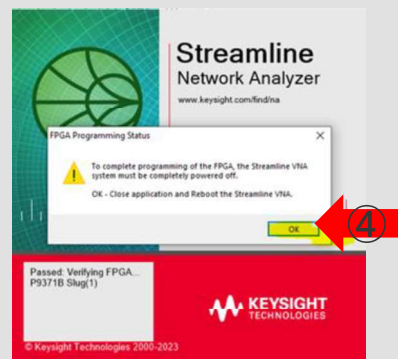 Streamline
Network Analyzer
www.keysight.com/find/na
FPGA Programming Status
To complete programming of the FPGA, the Streamline VNA
system must be completely powered off.
OK - Close application and Reboot the Streamline VNA.
OK
④
Passed: Verifying FPGA...
P9371B Slug(1)
KEYSIGHT
TECHNOLOGIES
© Keysight Technologies 2000-2023